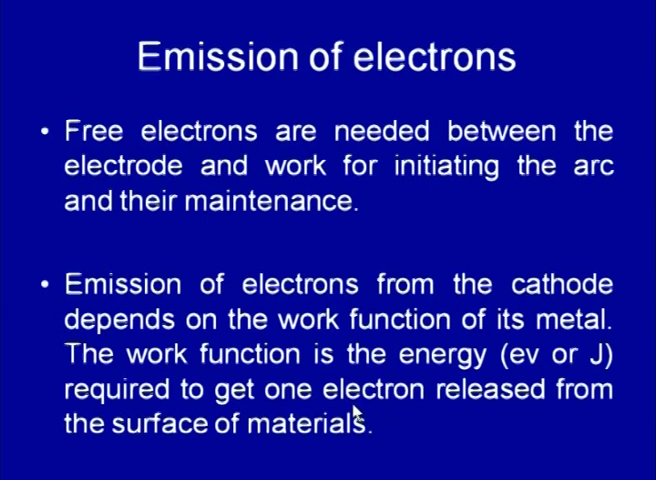 Emission of electrons
• Free electrons are needed between the
electrode and work for initiating the arc
and their maintenance.
• Emission of electrons from the cathode
depends on the work function of its metal.
The work function is the energy (ev or J)
required to get one electron released from
the surface of materials.